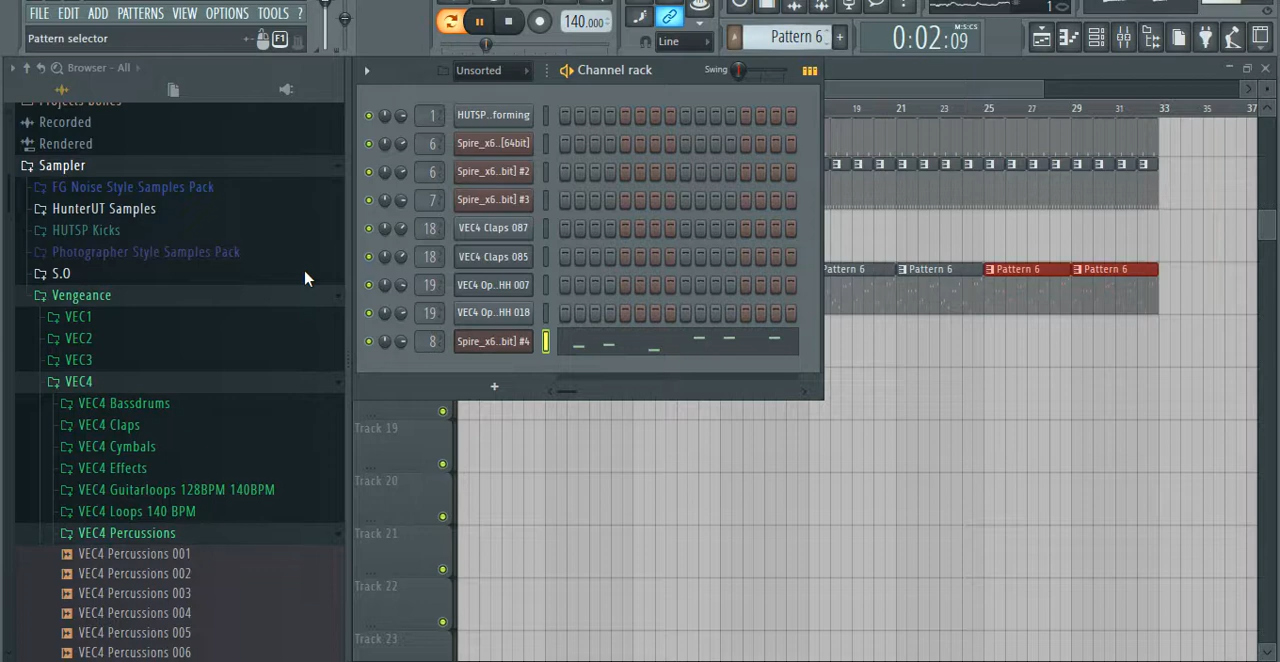 FILE EDIT ADD PATTERNS VIEW OPTIONS TOOLS ?
140.000
Pattern selector
F1
Line
Pattern 6
+
0:02:09
M:S:CS
1
Browser - All
Unsorted
Channel rack
Swing
Recorded
Rendered
Sampler
FG Noise Style Samples Pack
HunterUT Samples
HUTSP Kicks
Photographer Style Samples Pack
S.O
Vengeance
VEC1
VEC2
VEC3
VEC4
VEC4 Bassdrums
VEC4 Claps
VEC4 Cymbals
VEC4 Effects
VEC4 Guitarloops 128BPM 140BPM
VEC4 Loops 140 BPM
VEC4 Percussions
VEC4 Percussions 001
VEC4 Percussions 002
VEC4 Percussions 003
VEC4 Percussions 004
VEC4 Percussions 005
VEC4 Percussions 006
1 HUTSP..forming
6 Spire_x6..[64bit]
6 Spire_x6...bit] #2
7 Spire_x6...bit] #3
18 VEC4 Claps 087
18 VEC4 Claps 085
19 VEC4 Op..HH 007
19 VEC4 Op..HH 018
8 Spire_x6...bit] #4
+
19 21 23 25 27 29 31 33 35 37
Pattern 6 Pattern 6 Pattern 6 Pattern 6
Track 19
Track 20
Track 21
Track 22
Track 23